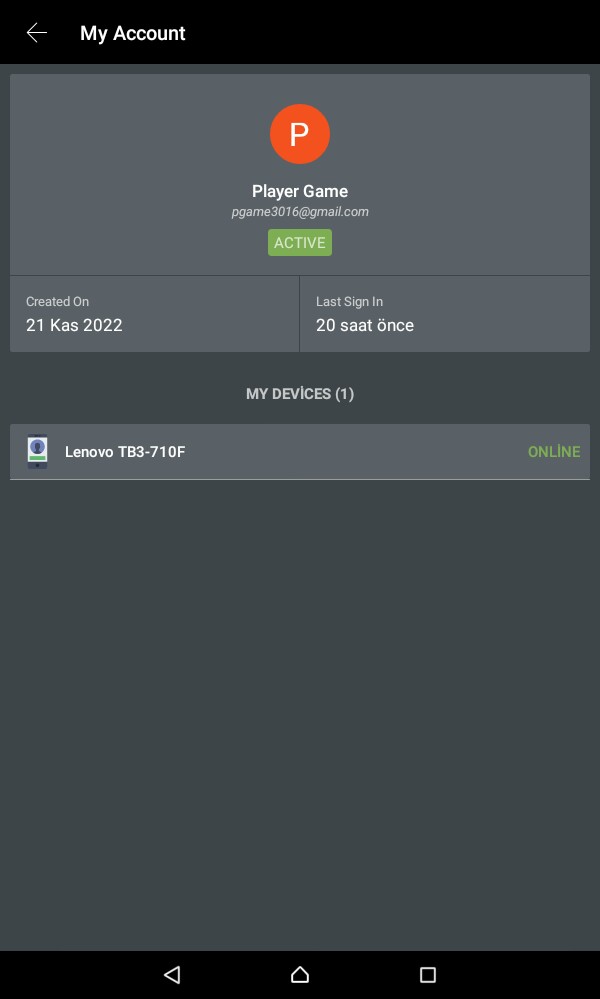 My Account
P
Player Game
pgame3016@gmail.com
ACTIVE
Created On
21 Kas 2022
Last Sign In
20 saat önce
MY DEVİCES (1)
Lenovo TB3-710F
ONLİNE